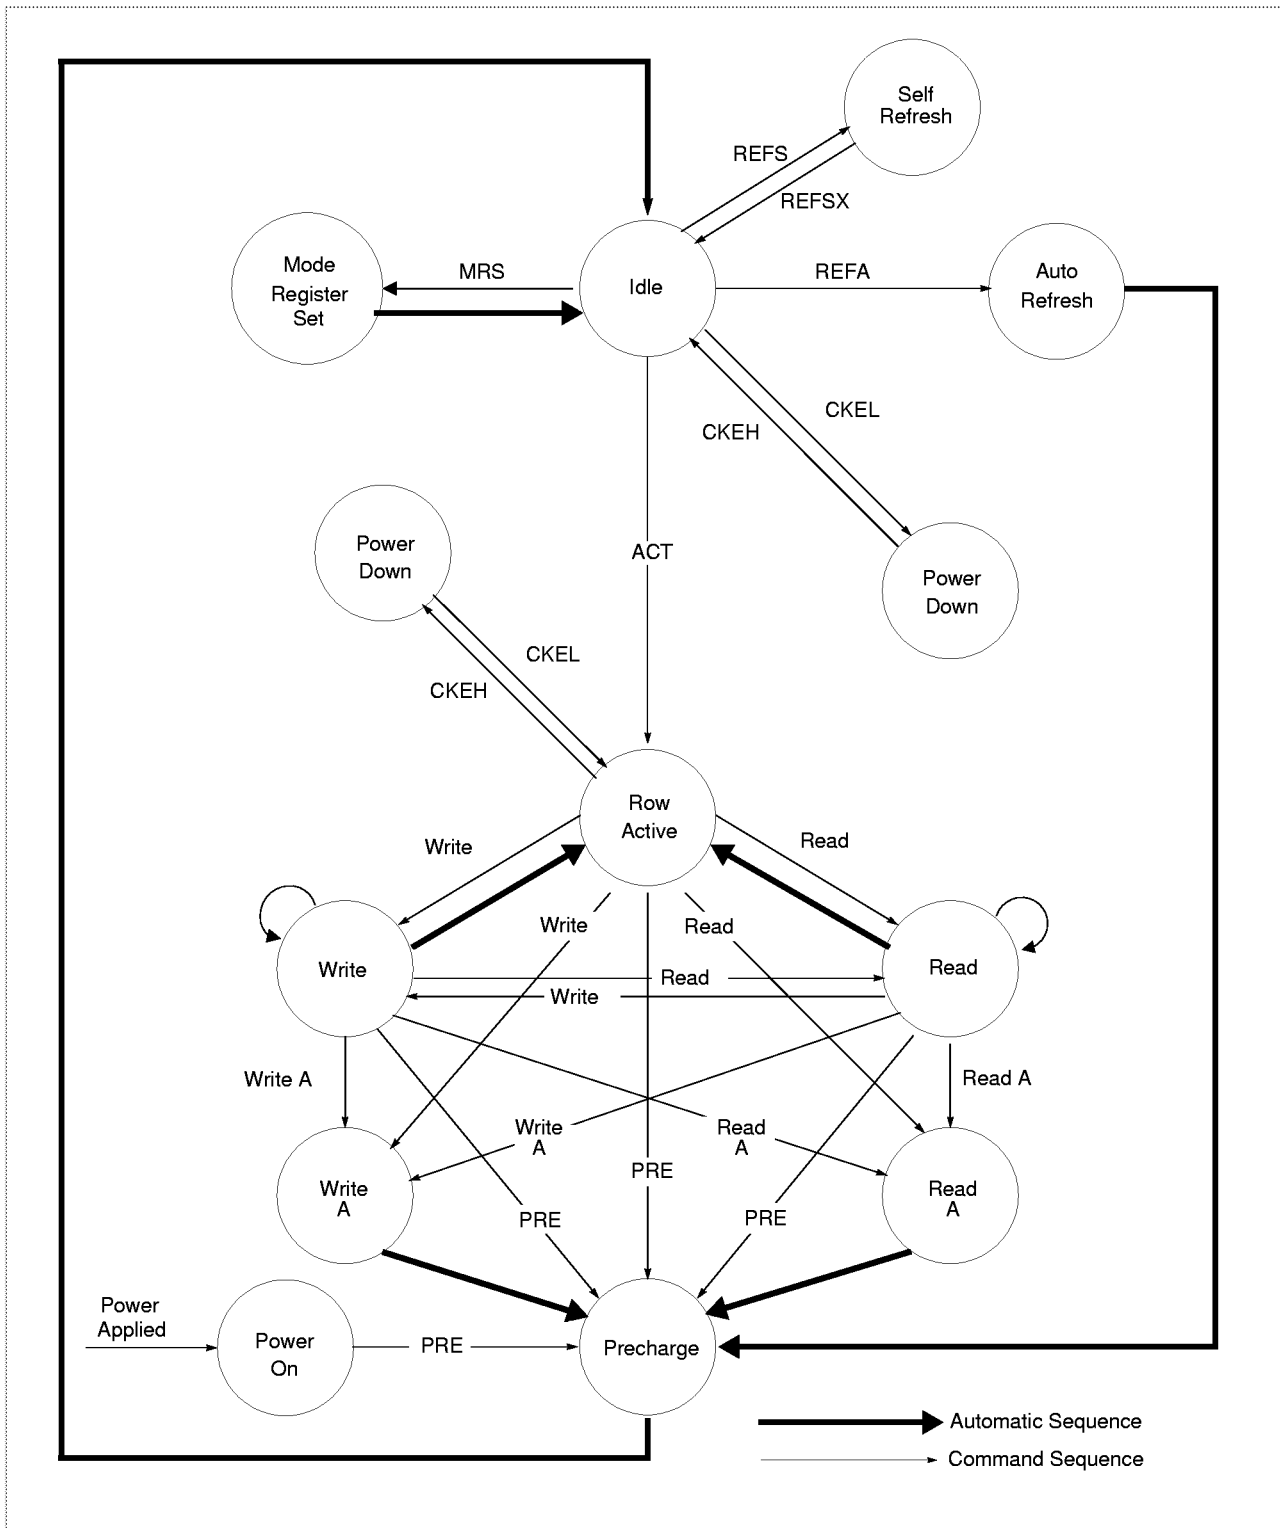 Self
Refresh
REFS
REFSX
Mode
Register
Set
MRS
Idle
REFA
Auto
Refresh
CKEL
CKEH
Power
Down
ACT
Power
Down
CKEL
CKEH
Row
Active
Write
Read
Write
Read
Write
Read
Read
Write
Write A
Read A
Write
A
Read
A
Write
A
PRE
Read
A
PRE
PRE
Power
Applied
Power
On
PRE
Precharge
Automatic Sequence
Command Sequence